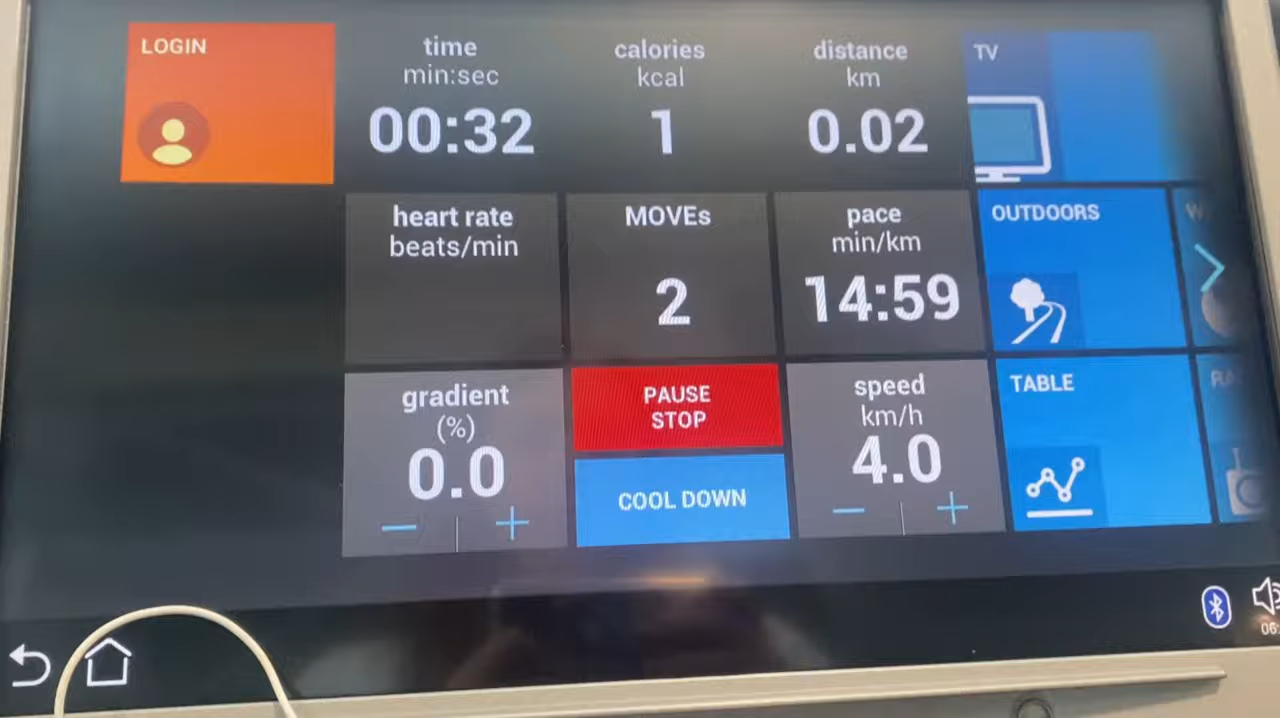 LOGIN
time
min:sec
00:32
calories
kcal
1
distance
km
0.02
TV
heart rate
beats/min
MOVEs
2
pace
min/km
14:59
OUTDOORS
gradient
(%)
0.0
PAUSE
STOP
COOL DOWN
speed
km/h
4.0
TABLE